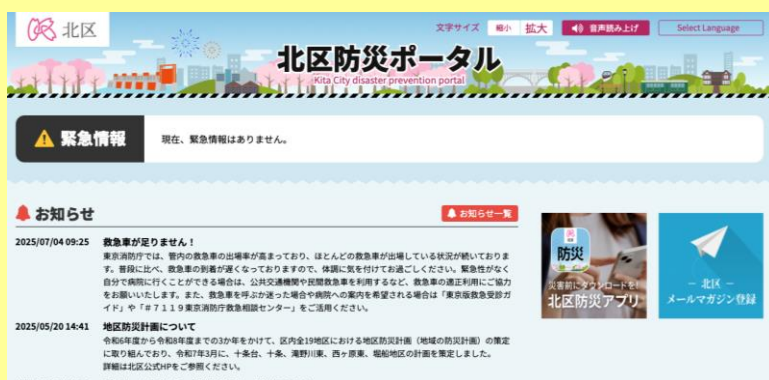 北区
文字サイズ 縮小 拡大 音声読み上げ Select Language
北区防災ポータル
Kita City disaster prevention portal
緊急情報 現在、緊急情報はありません。
お知らせ
お知らせ一覧
2025/07/04 09:25 救急車が足りません！
東京消防庁では、管内の救急車の出場率が高まっており、ほとんどの救急車が出場している状況が続いておりま
す。普段に比べ、救急車の到着が遅くなっておりますので、体調に気を付けてお過ごしください。緊急性がなく
自分で病院に行くことができる場合は、公共交通機関や民間救急車を利用するなど、救急車の適正利用にご協力
をお願いいたします。また、救急車を呼ぶか迷った場合や病院への案内を希望される場合は「東京版救急受診ガ
イド」や「＃７１１９東京消防庁救急相談センター」をご活用ください。
2025/05/20 14:41 地区防災計画について
令和6年度から令和8年度までの3か年をかけて、区内全19地区における地区防災計画（地域の防災計画）の策定
に取り組んでおり、令和7年3月に、十条台、十条、滝野川東、西ヶ原東、堀船地区の計画を策定しました。
詳細は北区公式HPをご参照ください。
防災
災害前にダウンロードを!
北区防災アプリ
－ 北区 －
メールマガジン登録